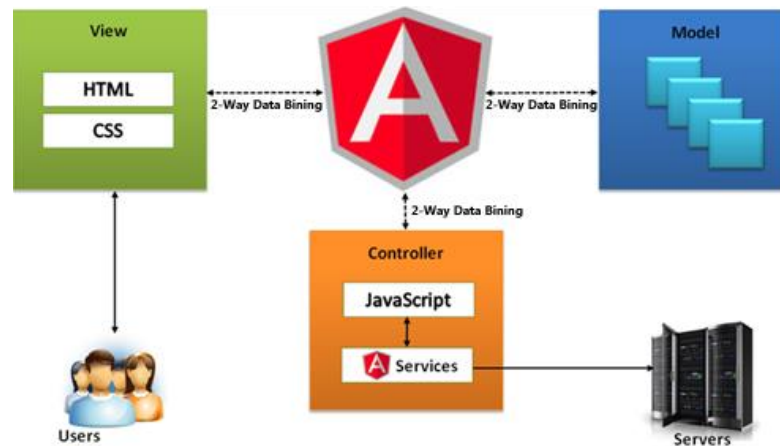 View
HTML
CSS
2-Way Data Bining
A
2-Way Data Bining
Model
2-Way Data Bining
Controller
JavaScript
A Services
Users
Servers